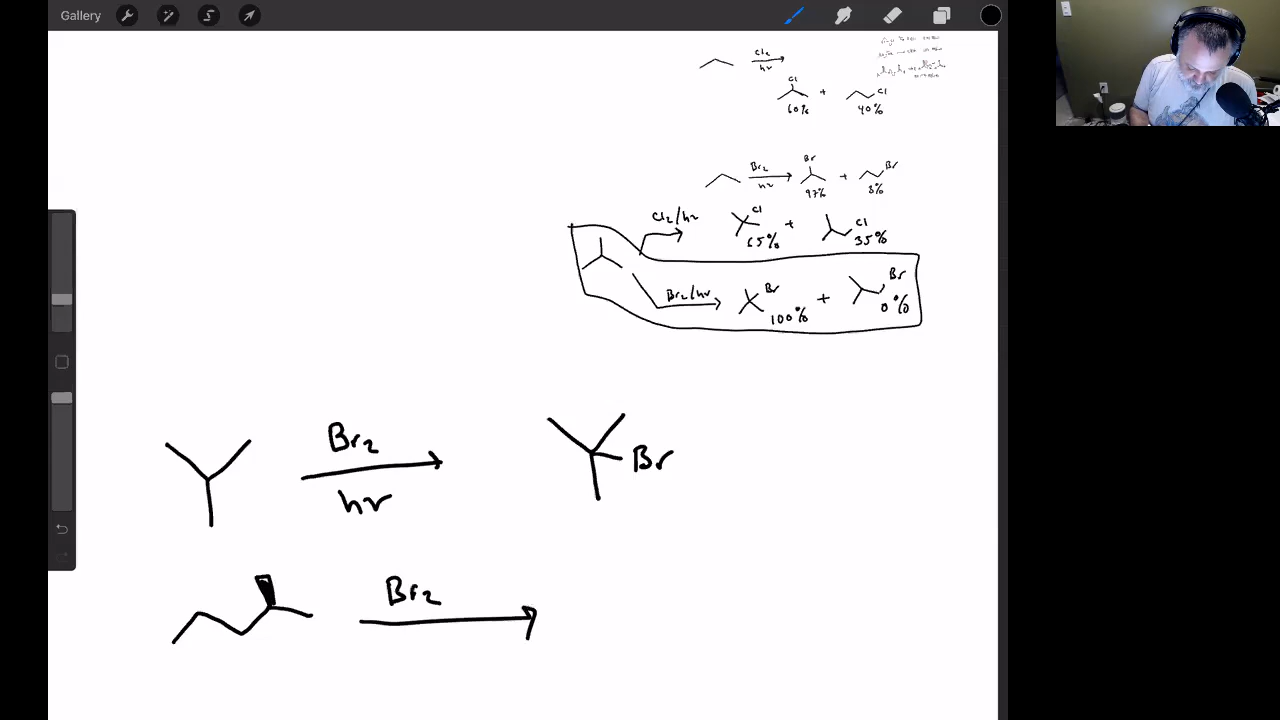 Gallery
Cl2
hν
Cl
+
Cl
60%
40%
Br2
hν
Br
+
Br
97%
3%
Cl2/hν
Cl
+
Cl
65%
35%
Br2/hν
Br
+
Br
100%
0%
Br2
hν
Br
Br2